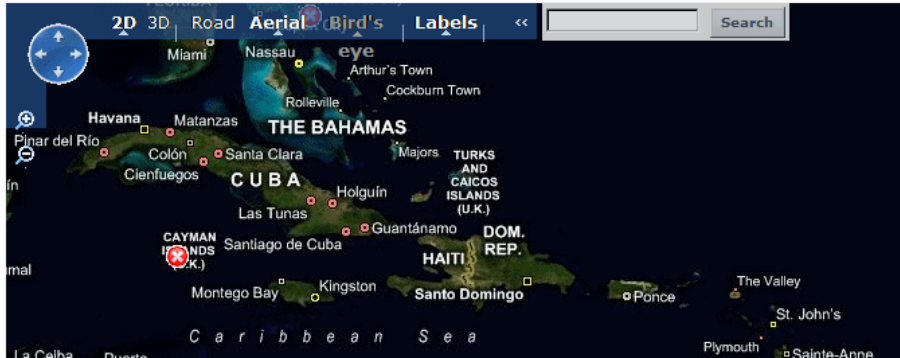 FLORIDA
2D 3D Road Aerial Bird's eye Labels « Search
Miami
Nassau
Arthur's Town
Cockburn Town
Rolleville
Havana
Matanzas
THE BAHAMAS
Pinar del Río
Colón
Santa Clara
Majors
TURKS
AND
CAICOS
ISLANDS
(U.K.)
Cienfuegos
CUBA
Holguín
Las Tunas
Guantánamo
DOM.
REP.
CAYMAN
Santiago de Cuba
HAITI
Montego Bay
Kingston
Santo Domingo
Ponce
The Valley
St. John's
Caribbean Sea
Plymouth
La Ceiba
Puerto
Sainte-Anne